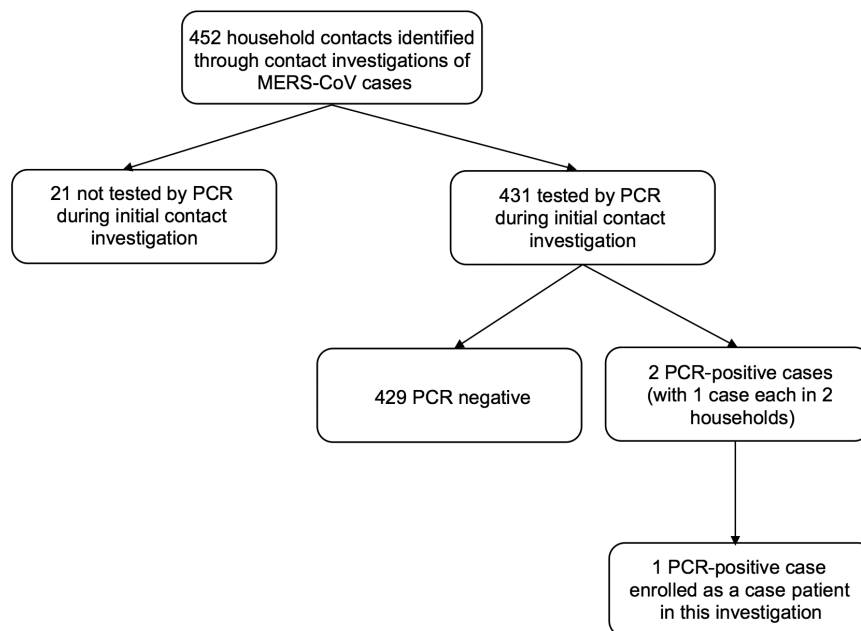 452 household contacts identified
through contact investigations of
MERS-CoV cases
21 not tested by PCR
during initial contact
investigation
431 tested by PCR
during initial contact
investigation
429 PCR negative
2 PCR-positive cases
(with 1 case each in 2
households)
1 PCR-positive case
enrolled as a case patient
in this investigation